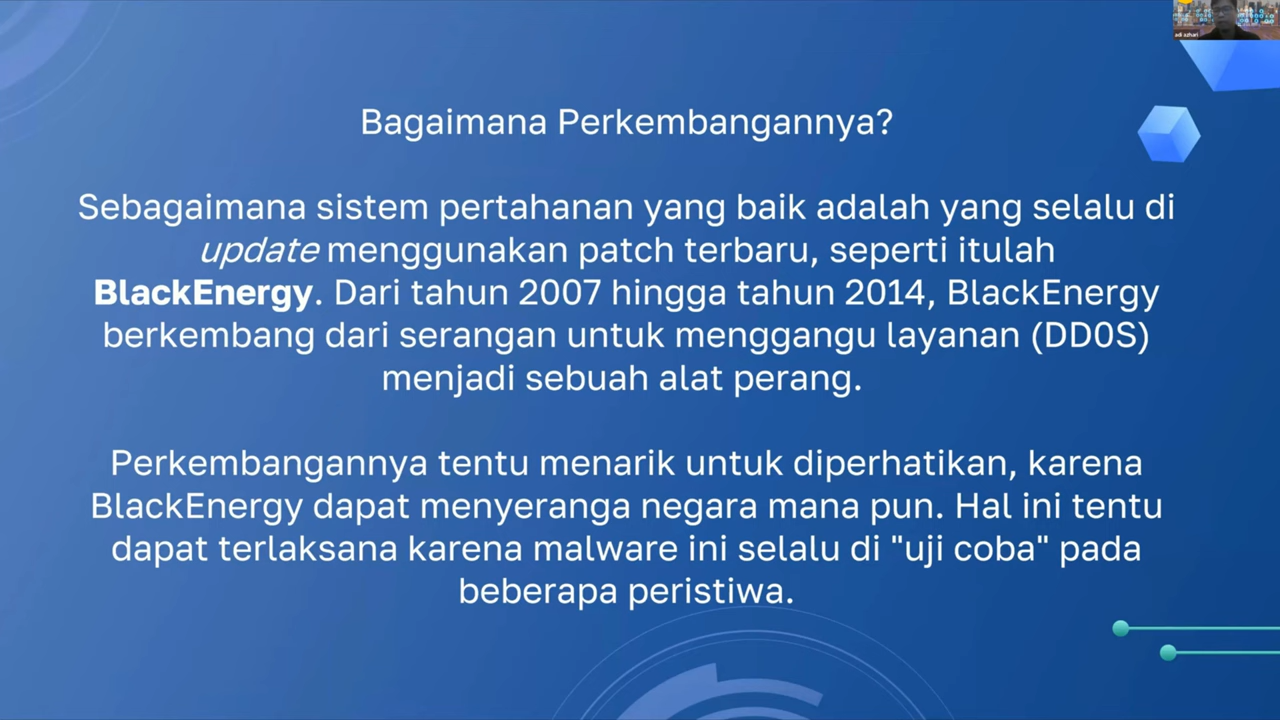 adi azhari
Bagaimana Perkembangannya?
Sebagaimana sistem pertahanan yang baik adalah yang selalu di
update menggunakan patch terbaru, seperti itulah
BlackEnergy. Dari tahun 2007 hingga tahun 2014, BlackEnergy
berkembang dari serangan untuk menggangu layanan (DD0S)
menjadi sebuah alat perang.
Perkembangannya tentu menarik untuk diperhatikan, karena
BlackEnergy dapat menyeranga negara mana pun. Hal ini tentu
dapat terlaksana karena malware ini selalu di "uji coba" pada
beberapa peristiwa.